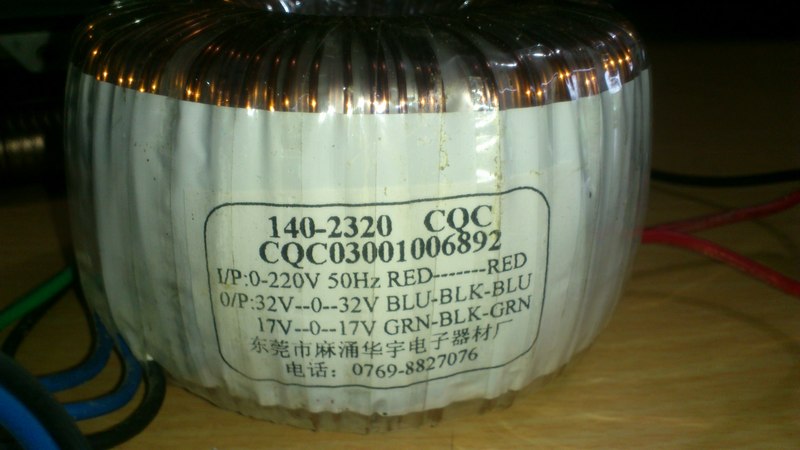 140-2320 CQC
CQC03001006892
I/P:0-220V 50Hz RED-------RED
O/P:32V--0--32V BLU-BLK-BLU
17V--0--17V GRN-BLK-GRN
东莞市麻涌华宇电子器材厂
电话：0769-8827076